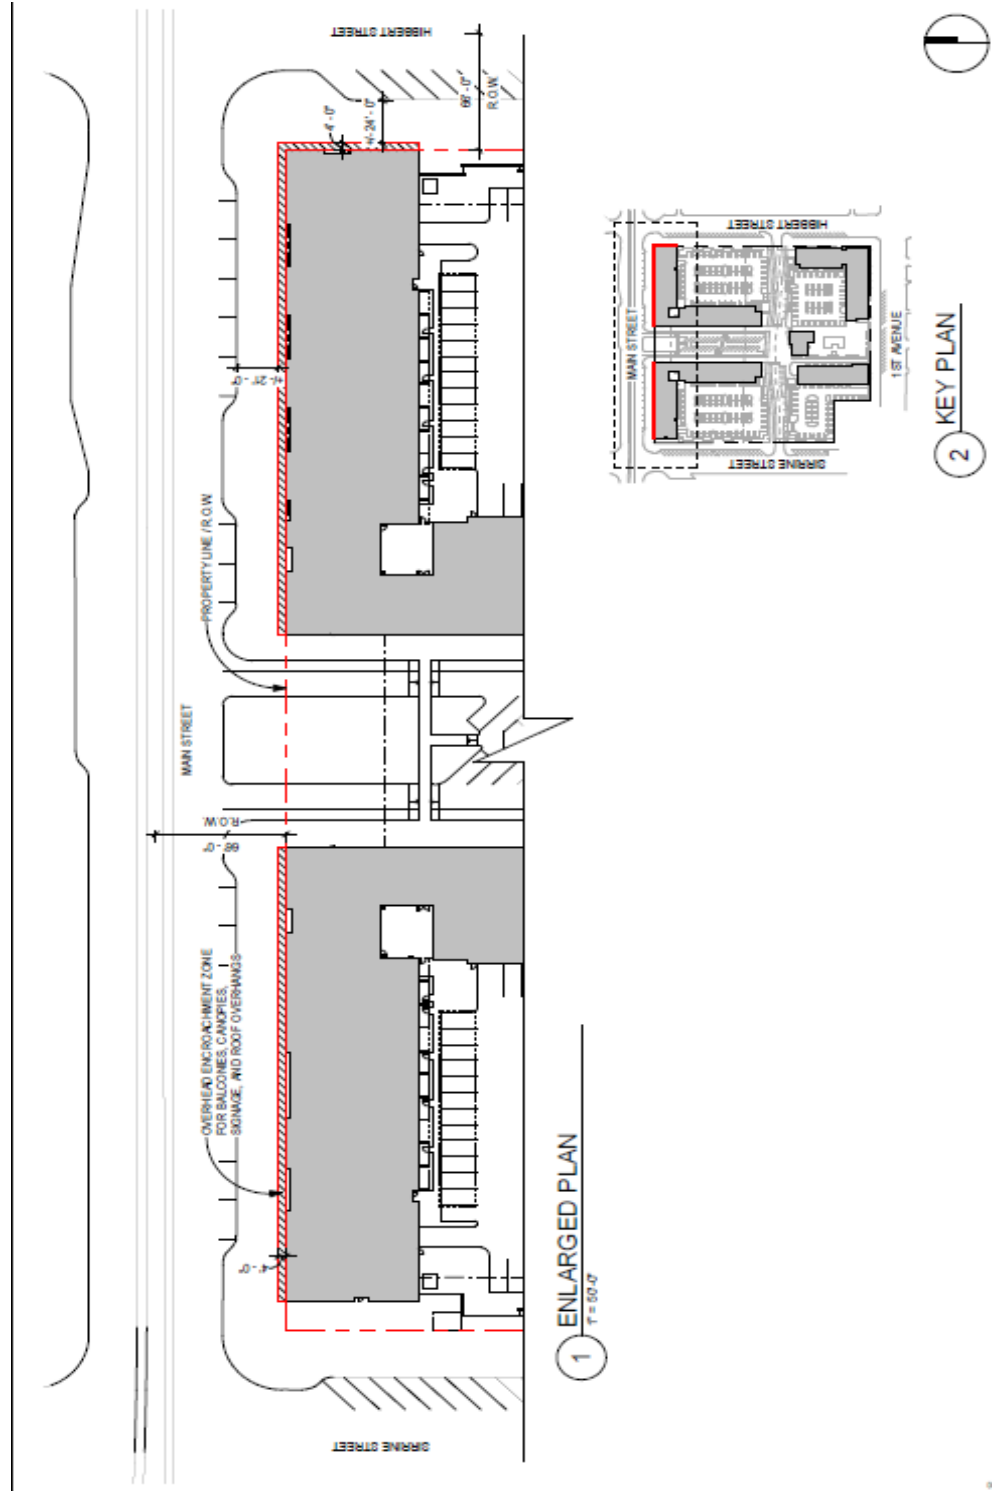 HIBBERT STREET
66'-0"
R.O.W.
4'-0"
+/-24'-0"
+/- 21'-0"
PROPERTY LINE / R.O.W.
MAIN STREET
R.O.W.
66'-0"
OVERHEAD ENCROACHMENT ZONE
FOR BALCONIES, CANOPIES,
SIGNAGE, AND ROOF OVERHANGS
4'-0"
SIRRINE STREET
1
ENLARGED PLAN
1" = 50'-0"
HIBBERT STREET
MAIN STREET
1ST AVENUE
SIRRINE STREET
2
KEY PLAN